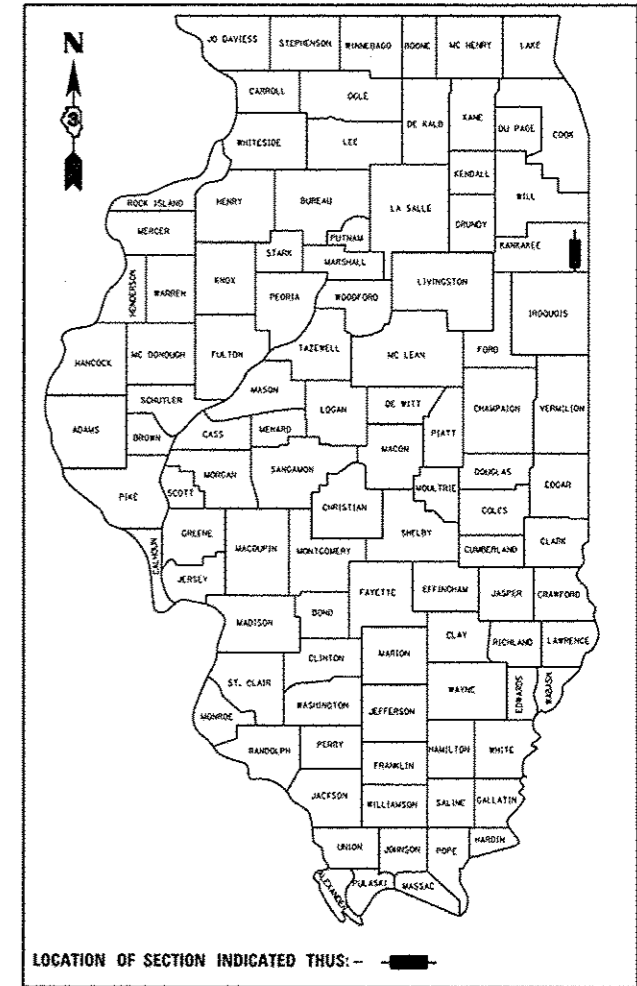 N
3
JO DAVIESS STEPHENSON WINNEBAGO BOONE MC HENRY LAKE
CARROLL OGLE DE KALB KANE DU PAGE COOK
WHITESIDE LEE KENDALL WILL
ROCK ISLAND HENRY BUREAU LA SALLE GRUNDY KANKAKEE
MERCER STARK PUTNAM MARSHALL LIVINGSTON
HENDERSON WARREN KNOX PEORIA WOODFORD IROQUOIS
HANCOCK MC DONOUGH FULTON TAZEWELL MC LEAN FORD
SCHUYLER MASON LOGAN DE WITT CHAMPAIGN VERMILION
ADAMS BROWN CASS MENARD MACON PIATT
PIKE SCOTT MORGAN SANGAMON MOULTRIE DOUGLAS EDGAR
CHRISTIAN COLES
CALHOUN GREENE MACOUPIN MONTGOMERY SHELBY CUMBERLAND CLARK
JERSEY FAYETTE EFFINGHAM JASPER CRAWFORD
MADISON BOND CLAY RICHLAND LAWRENCE
CLINTON MARION
ST. CLAIR WASHINGTON WAYNE EDWARDS WABASH
MONROE JEFFERSON
RANDOLPH PERRY HAMILTON WHITE
FRANKLIN
JACKSON WILLIAMSON SALINE GALLATIN
UNION JOHNSON POPE HARDIN
ALEXANDER PULASKI MASSAC
LOCATION OF SECTION INDICATED THUS: -